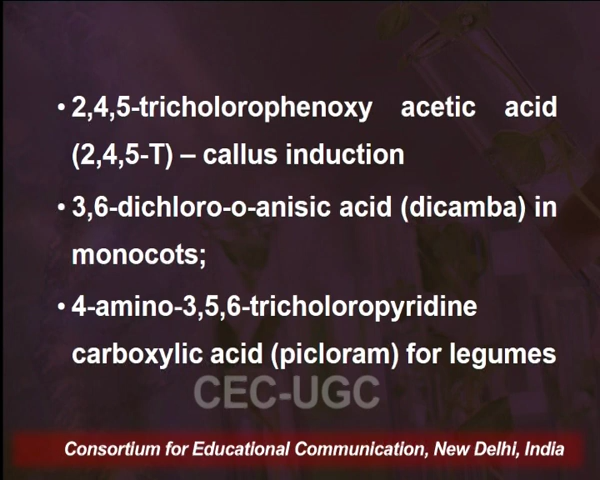 • 2,4,5-tricholorophenoxy acetic acid
(2,4,5-T) – callus induction
• 3,6-dichloro-o-anisic acid (dicamba) in
monocots;
• 4-amino-3,5,6-tricholoropyridine
carboxylic acid (picloram) for legumes
CEC-UGC
Consortium for Educational Communication, New Delhi, India